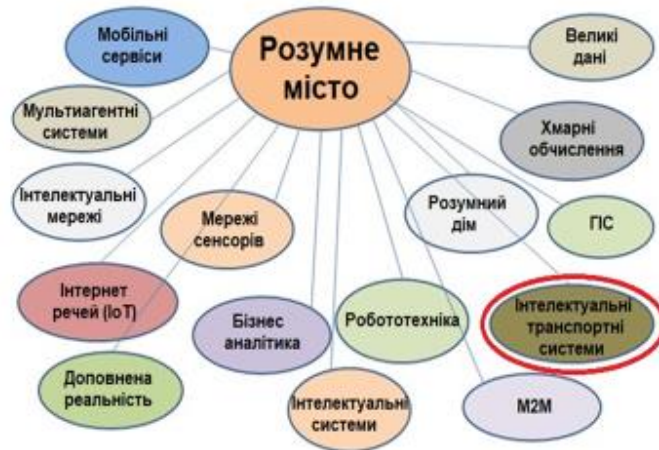 Розумне
місто
Мобільні
сервіси
Великі
дані
Мультиагентні
системи
Хмарні
обчислення
Інтелектуальні
мережі
Мережі
сенсорів
Розумний
дім
ГІС
Інтернет
речей (IoT)
Бізнес
аналітика
Робототехніка
Інтелектуальні
транспортні
системи
Доповнена
реальність
Інтелектуальні
системи
M2M